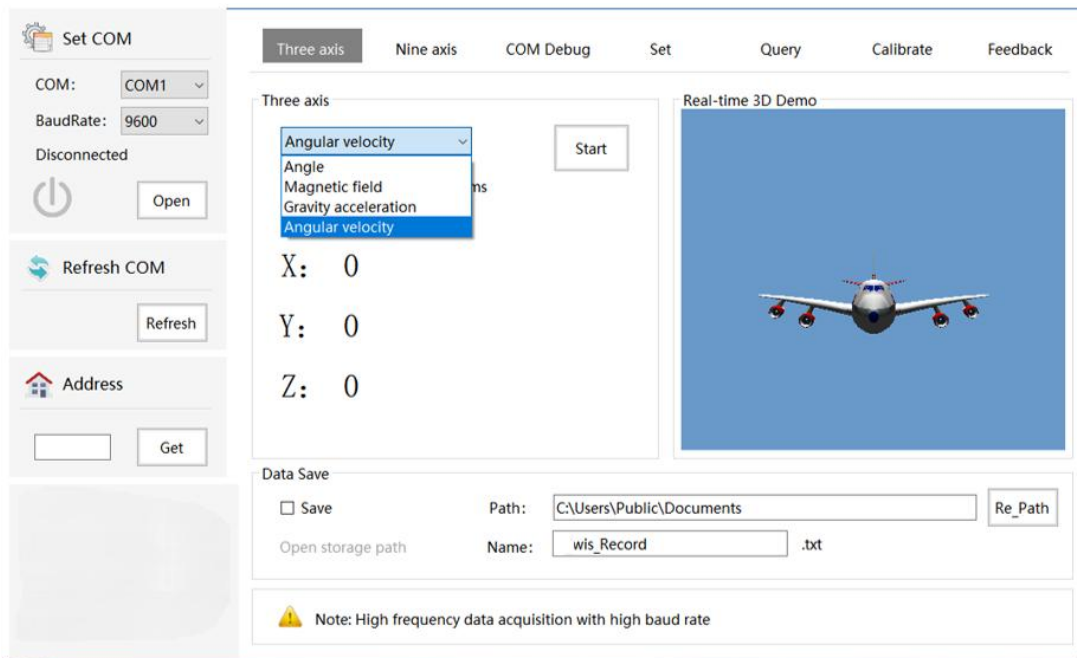 Set COM
COM: COM1
BaudRate: 9600
Disconnected
Open
Refresh COM
Refresh
Address
Get
Three axis Nine axis COM Debug Set Query Calibrate Feedback
Three axis
Angular velocity
Start
Angle
Magnetic field
ms
Gravity acceleration
Angular velocity
X: 0
Y: 0
Z: 0
Real-time 3D Demo
Data Save
Save
Path: C:\Users\Public\Documents
Re_Path
Open storage path
Name: wis_Record .txt
Note: High frequency data acquisition with high baud rate